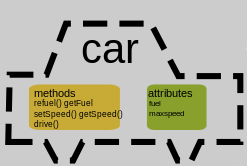 car
methods
refuel() getFuel
setSpeed() getSpeed()
drive()
attributes
fuel
maxspeed